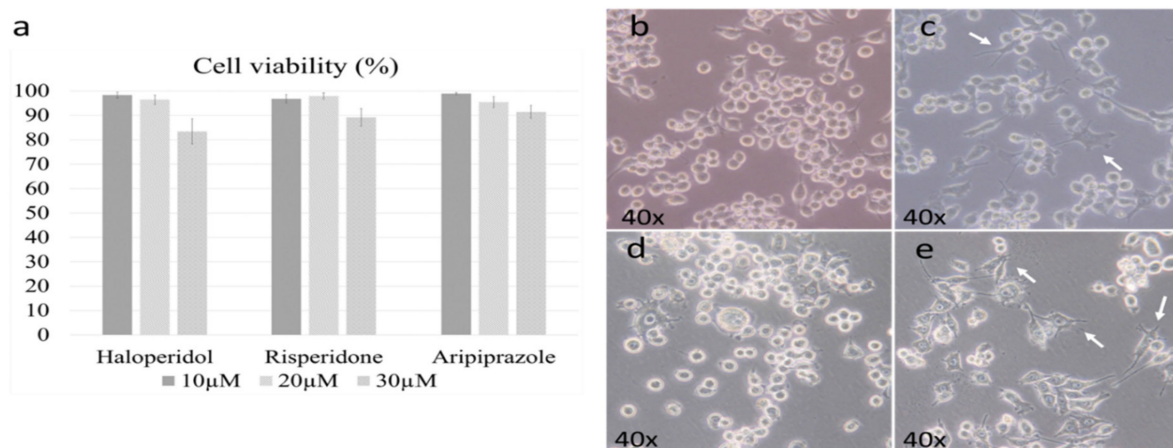 a
Cell viability (%)
100
90
80
70
60
50
40
30
20
10
0
Haloperidol Risperidone Aripiprazole
10μM 20μM 30μM
b
40x
c
40x
d
40x
e
40x